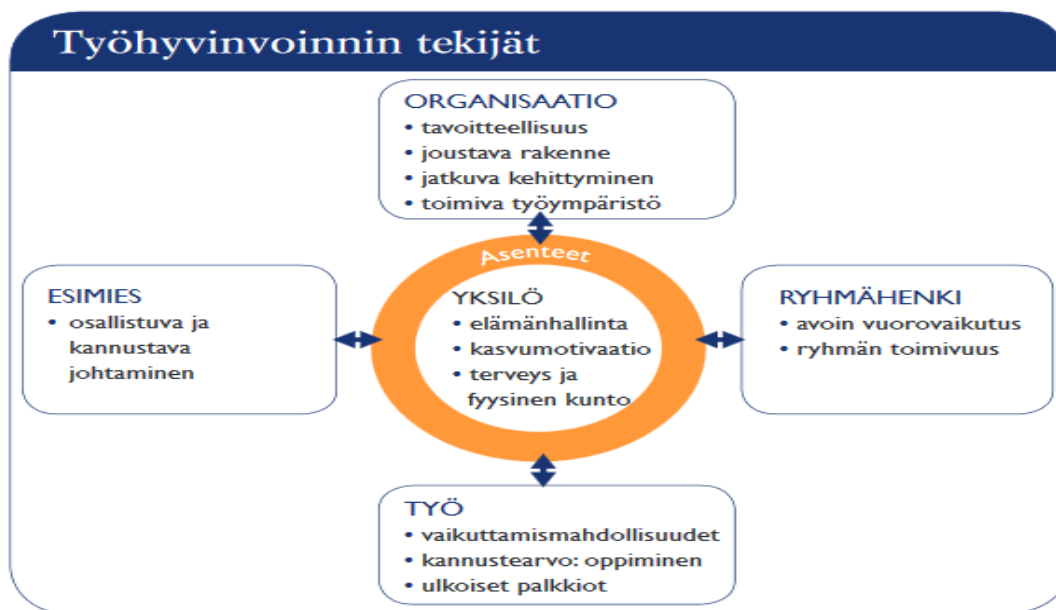 Työhyvinvoinnin tekijät
ORGANISAATIO
• tavoitteellisuus
• joustava rakenne
• jatkuva kehittyminen
• toimiva työympäristö
Asenteet
ESIMIES
• osallistuva ja
kannustava
johtaminen
YKSILÖ
• elämänhallinta
• kasvumotivaatio
• terveys ja
fyysinen kunto
RYHMÄHENKI
• avoin vuorovaikutus
• ryhmän toimivuus
TYÖ
• vaikuttamismahdollisuudet
• kannustearvo: oppiminen
• ulkoiset palkkiot